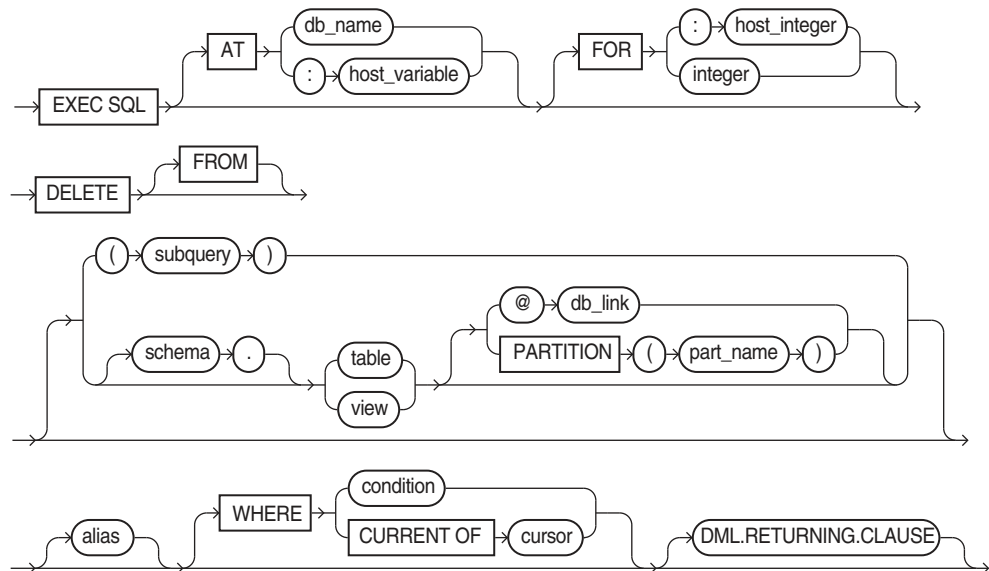 db_name
AT
: host_variable
: host_integer
FOR
integer
EXEC SQL
FROM
DELETE
( subquery )
@ db_link
schema .
table
PARTITION ( part_name )
view
condition
alias
WHERE
CURRENT OF cursor
DML.RETURNING.CLAUSE